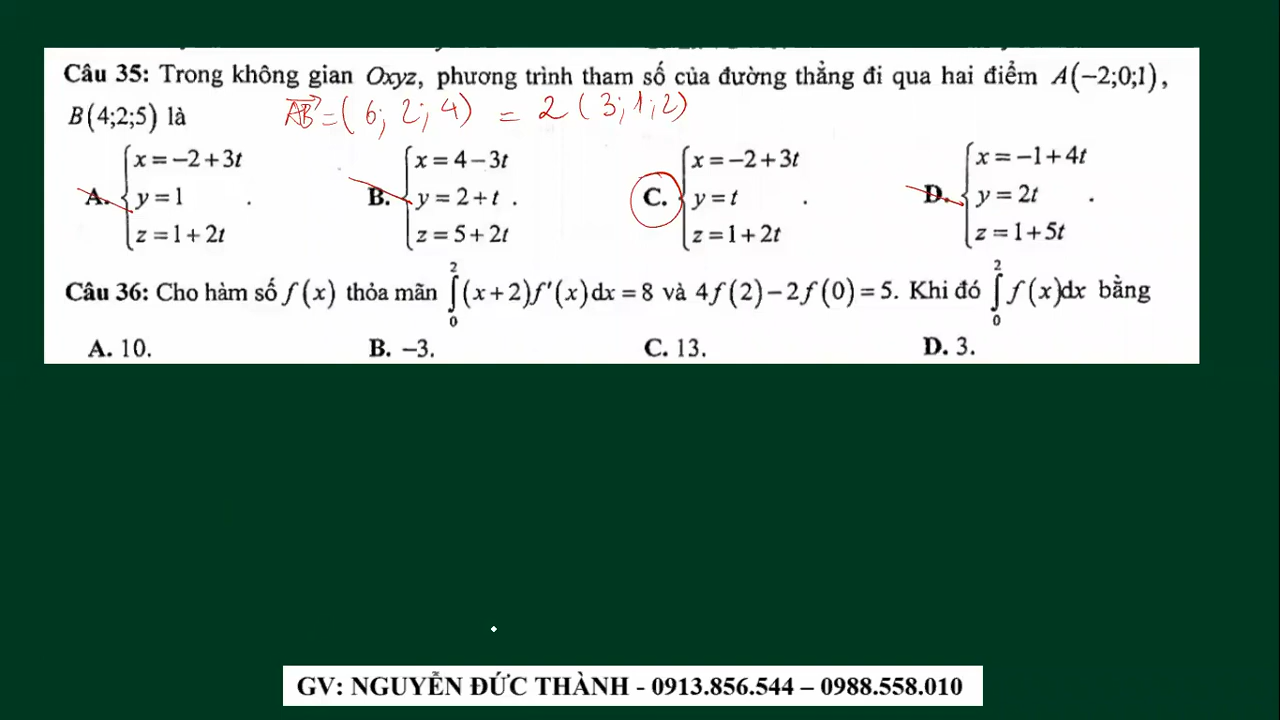 Câu 35: Trong không gian Oxyz, phương trình tham số của đường thẳng đi qua hai điểm A(−2;0;1),
B(4;2;5) là AB = (6; 2; 4) = 2 (3; 1; 2)
A. { x = −2 + 3t y = 1 z = 1 + 2t .
B. { x = 4 − 3t y = 2 + t z = 5 + 2t .
C. { x = −2 + 3t y = t z = 1 + 2t .
D. { x = −1 + 4t y = 2t z = 1 + 5t .
Câu 36: Cho hàm số f(x) thỏa mãn ∫₀² (x+2) f'(x) dx = 8 và 4f(2) − 2f(0) = 5. Khi đó ∫₀² f(x)dx bằng
A. 10. B. −3. C. 13. D. 3.
GV: NGUYỄN ĐỨC THÀNH - 0913.856.544 – 0988.558.010